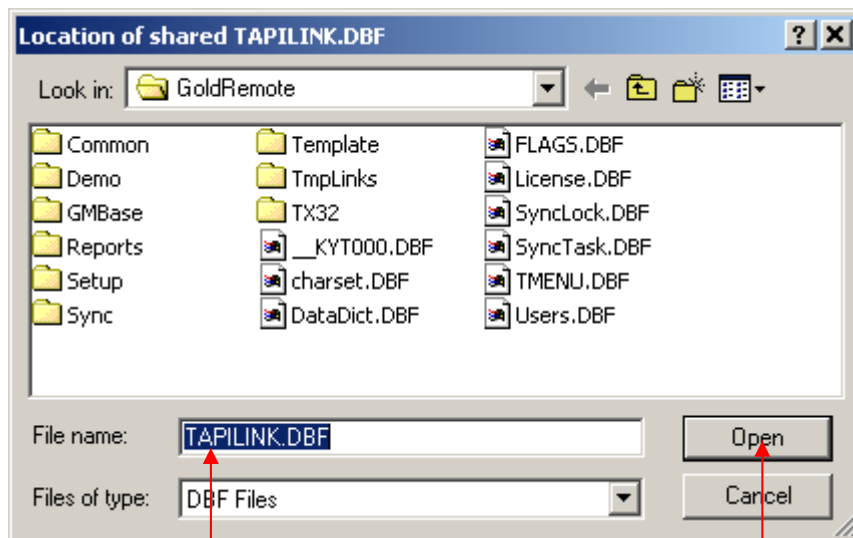 Location of shared TAPILINK.DBF
Look in: GoldRemote
Common Template FLAGS.DBF
Demo TmpLinks License.DBF
GMBase TX32 SyncLock.DBF
Reports __KYT000.DBF SyncTask.DBF
Setup charset.DBF TMENU.DBF
Sync DataDict.DBF Users.DBF
File name: TAPILINK.DBF Open
Files of type: DBF Files Cancel